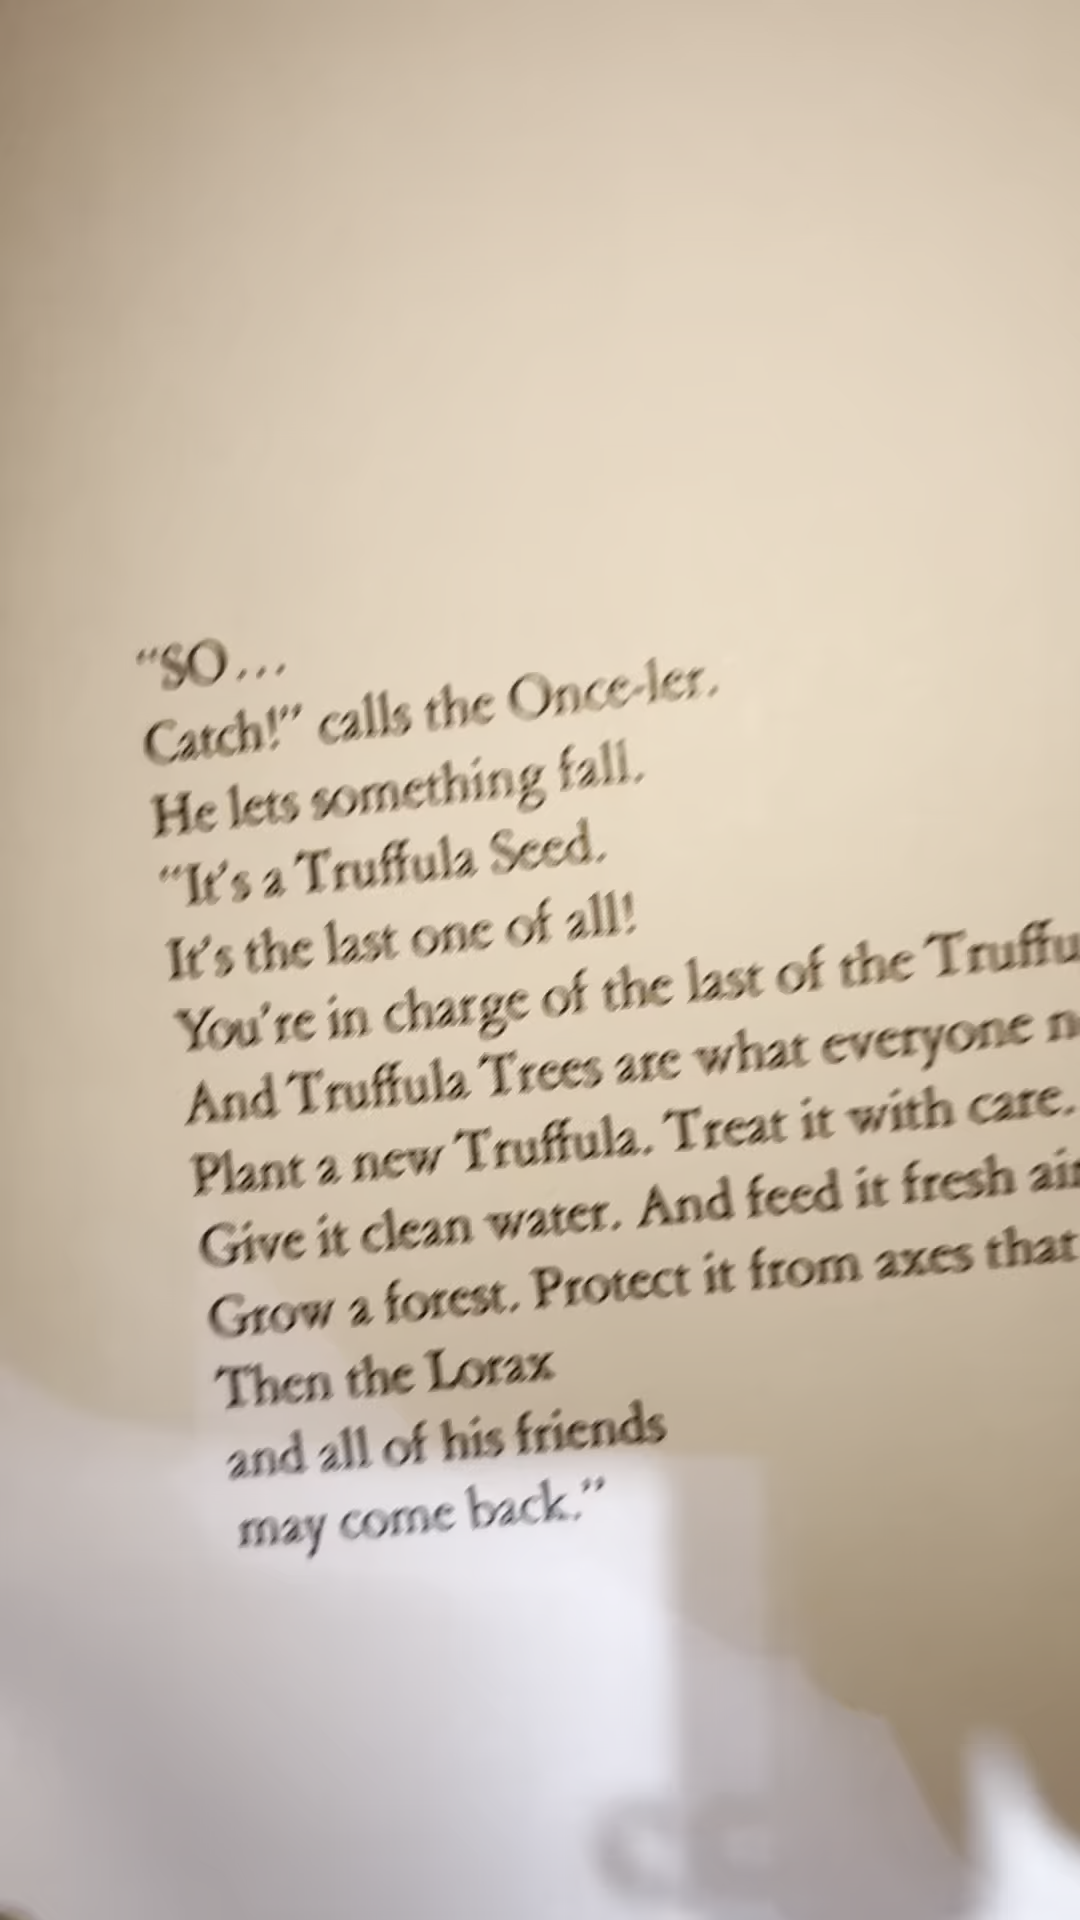 “SO...
Catch!” calls the Once-ler.
He lets something fall.
“It’s a Truffula Seed.
It’s the last one of all!
You’re in charge of the last of the Truffu
And Truffula Trees are what everyone n
Plant a new Truffula. Treat it with care.
Give it clean water. And feed it fresh air
Grow a forest. Protect it from axes that
Then the Lorax
and all of his friends
may come back.”